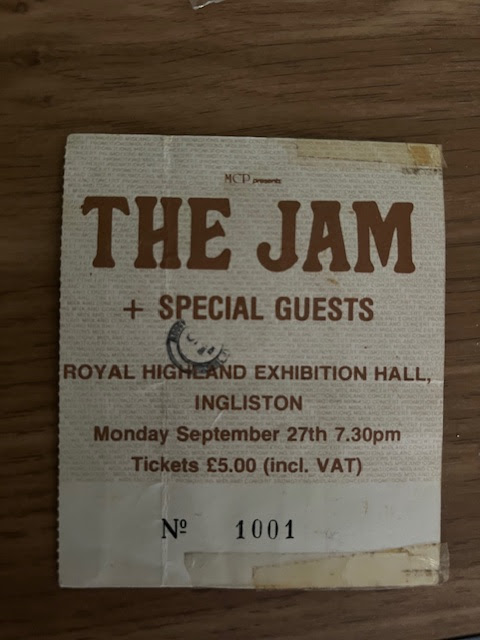 MCP presents
THE JAM
+ SPECIAL GUESTS
ROYAL HIGHLAND EXHIBITION HALL,
INGLISTON
Monday September 27th 7.30pm
Tickets £5.00 (incl. VAT)
Nº 1001